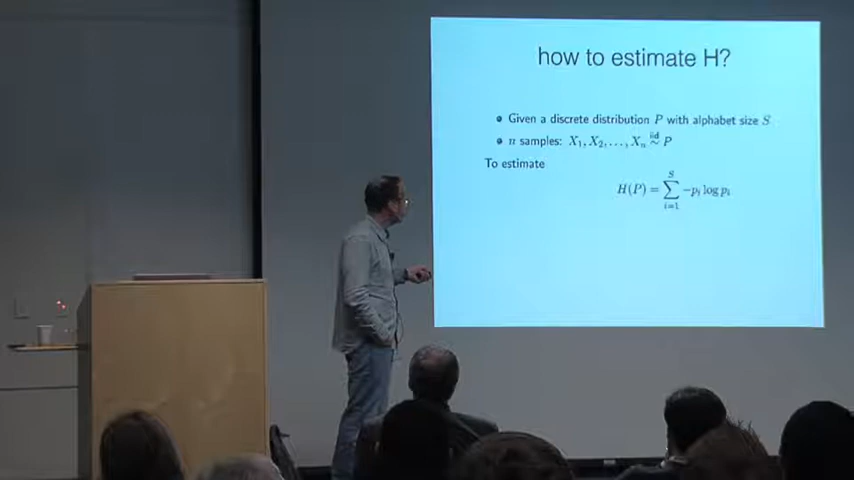 how to estimate H?
• Given a discrete distribution P with alphabet size S
• n samples: X₁, X₂, …, Xₙ iid ∼ P
To estimate
H(P) = ∑_{i=1}^{S} −pᵢ log pᵢ